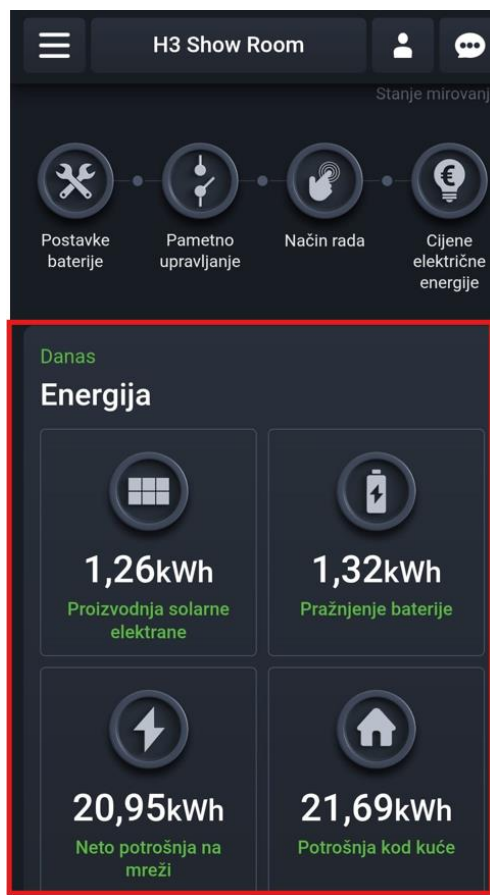 H3 Show Room
Stanje mirovanj
Postavke
baterije
Pametno
upravljanje
Način rada
Cijene
električne
energije
Danas
Energija
1,26kWh
Proizvodnja solarne
elektrane
1,32kWh
Pražnjenje baterije
20,95kWh
Neto potrošnja na
mreži
21,69kWh
Potrošnja kod kuće